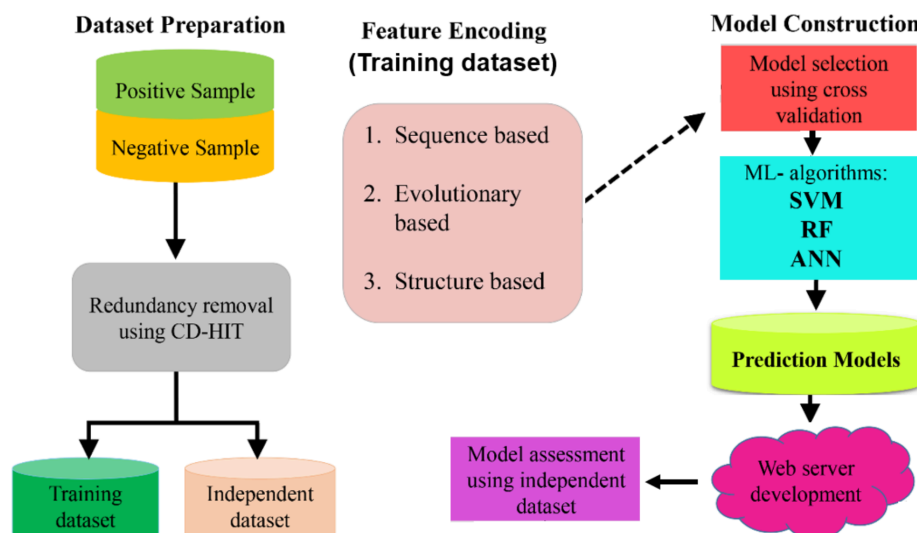 Dataset Preparation
Positive Sample
Negative Sample
Redundancy removal
using CD-HIT
Training
dataset
Independent
dataset
Feature Encoding
(Training dataset)
1. Sequence based
2. Evolutionary
based
3. Structure based
Model Construction
Model selection
using cross
validation
ML- algorithms:
SVM
RF
ANN
Prediction Models
Web server
development
Model assessment
using independent
dataset